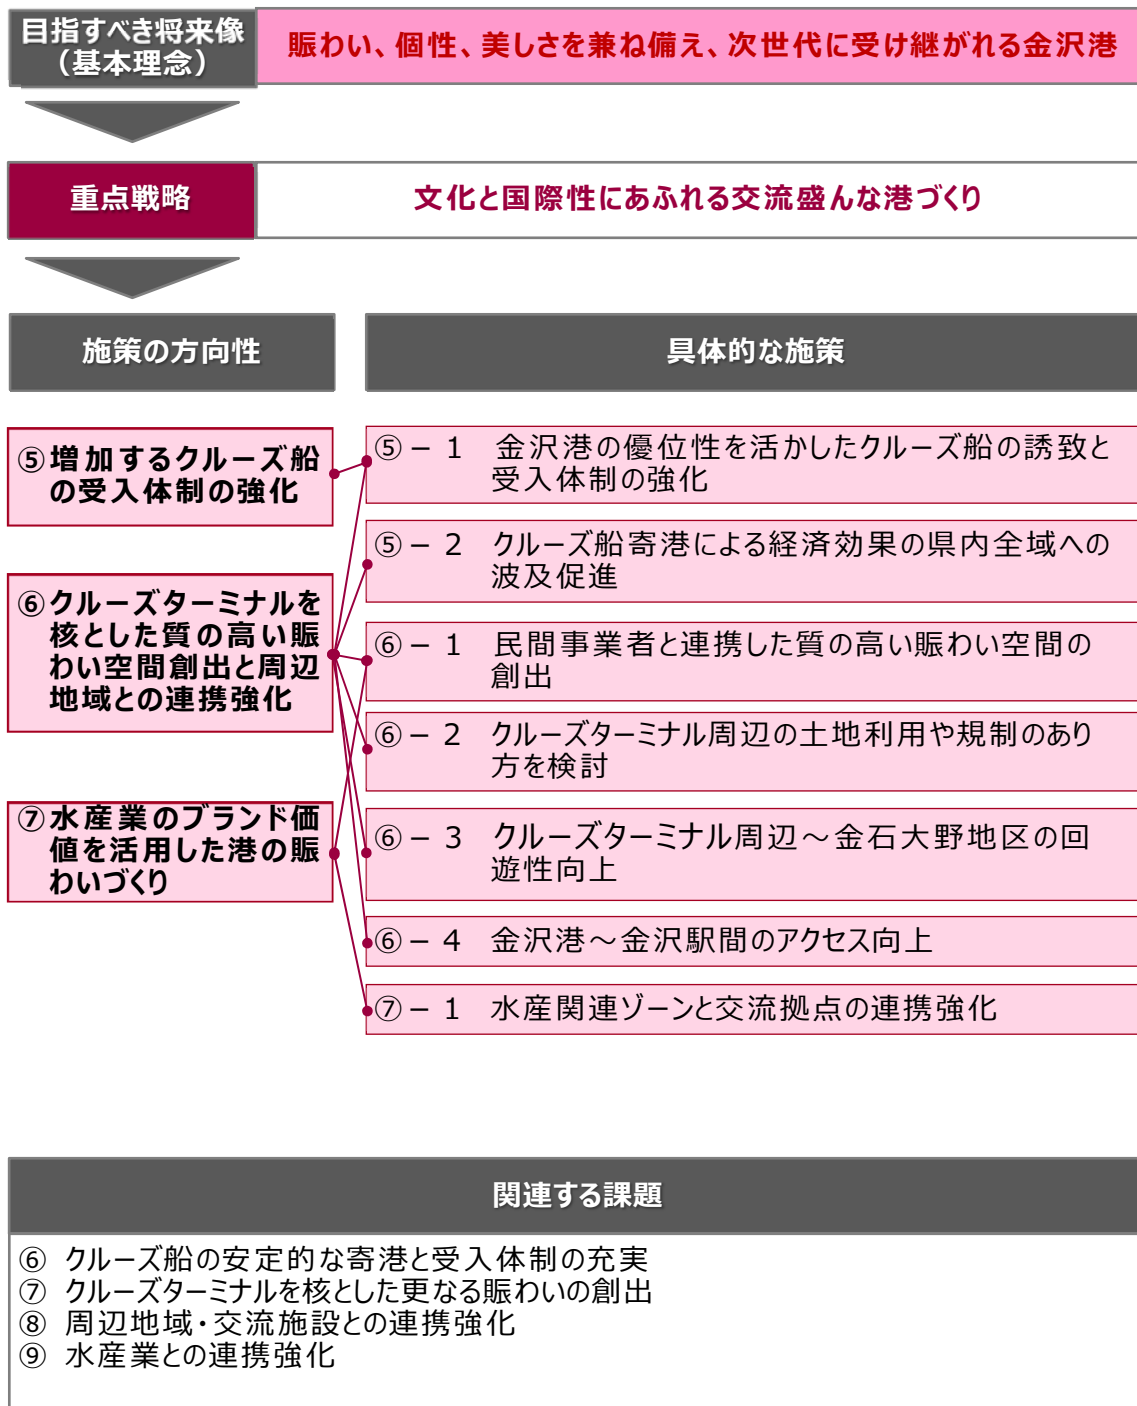 目指すべき将来像
（基本理念）
賑わい、個性、美しさを兼ね備え、次世代に受け継がれる金沢港
重点戦略
文化と国際性にあふれる交流盛んな港づくり
施策の方向性
具体的な施策
⑤増加するクルーズ船
の受入体制の強化
⑥クルーズターミナルを
核とした質の高い賑
わい空間創出と周辺
地域との連携強化
⑦水産業のブランド価
値を活用した港の賑
わいづくり
⑤－１　金沢港の優位性を活かしたクルーズ船の誘致と
受入体制の強化
⑤－２　クルーズ船寄港による経済効果の県内全域への
波及促進
⑥－１　民間事業者と連携した質の高い賑わい空間の
創出
⑥－２　クルーズターミナル周辺の土地利用や規制のあり
方を検討
⑥－３　クルーズターミナル周辺～金石大野地区の回
遊性向上
⑥－４　金沢港～金沢駅間のアクセス向上
⑦－１　水産関連ゾーンと交流拠点の連携強化
関連する課題
⑥ クルーズ船の安定的な寄港と受入体制の充実
⑦ クルーズターミナルを核とした更なる賑わいの創出
⑧ 周辺地域・交流施設との連携強化
⑨ 水産業との連携強化